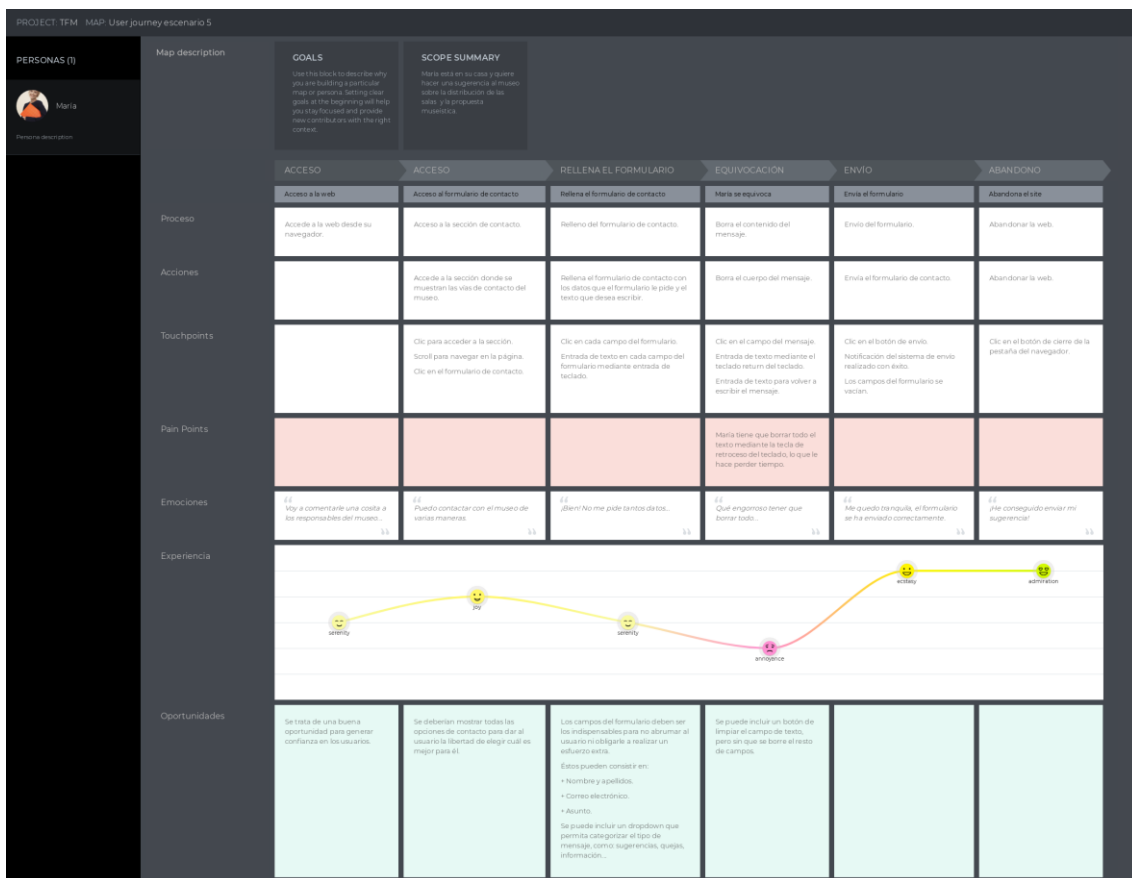 PROJECT: TFM MAP: User journey escenario 5
PERSONAS (1)
María
Persona description
Map description
GOALS
Use this block to describe why
you are building a particular
map or persona. Setting clear
goals at the beginning will help
you stay focused and provide
new contributors with the right
context.
SCOPE SUMMARY
María está en su casa y quiere
hacer una sugerencia al museo
sobre la distribución de las
salas y la propuesta
museística.
ACCESO
ACCESO
RELLENA EL FORMULARIO
EQUIVOCACIÓN
ENVÍO
ABANDONO
Acceso a la web
Acceso al formulario de contacto
Rellena el formulario de contacto
María se equivoca
Envía el formulario
Abandona el site
Proceso
Accede a la web desde su
navegador.
Acceso a la sección de contacto.
Relleno del formulario de contacto.
Borra el contenido del
mensaje.
Envío del formulario.
Abandonar la web.
Acciones
Accede a la sección donde se
muestran las vías de contacto del
museo.
Rellena el formulario de contacto con
los datos que el formulario le pide y el
texto que desea escribir.
Borra el cuerpo del mensaje.
Envía el formulario de contacto.
Abandonar la web.
Touchpoints
Clic para acceder a la sección.
Scroll para navegar en la página.
Clic en el formulario de contacto.
Clic en cada campo del formulario.
Entrada de texto en cada campo del
formulario mediante entrada de
teclado.
Clic en el campo del mensaje.
Entrada de texto mediante el
teclado return del teclado.
Entrada de texto para volver a
escribir el mensaje.
Clic en el botón de envío.
Notificación del sistema de envío
realizado con éxito.
Los campos del formulario se
vacían.
Clic en el botón de cierre de la
pestaña del navegador.
Pain Points
María tiene que borrar todo el
texto mediante la tecla de
retroceso del teclado, lo que le
hace perder tiempo.
Emociones
Voy a comentarle una cosita a
los responsables del museo...
Puedo contactar con el museo de
varias maneras.
¡Bien! No me pide tantos datos...
Qué engorroso tener que
borrar todo...
Me quedo tranquila, el formulario
se ha enviado correctamente.
¡He conseguido enviar mi
sugerencia!
Experiencia
serenity
joy
serenity
annoyance
ecstasy
admiration
Oportunidades
Se trata de una buena
oportunidad para generar
confianza en los usuarios.
Se deberían mostrar todas las
opciones de contacto para dar al
usuario la libertad de elegir cuál es
mejor para él.
Los campos del formulario deben ser
los indispensables para no abrumar al
usuario ni obligarle a realizar un
esfuerzo extra.
Estos pueden consistir en:
+ Nombre y apellidos.
+ Correo electrónico.
+ Asunto.
Se puede incluir un dropdown que
permita categorizar el tipo de
mensaje, como: sugerencias, quejas,
información...
Se puede incluir un botón de
limpiar el campo de texto,
pero sin que se borre el resto
de campos.